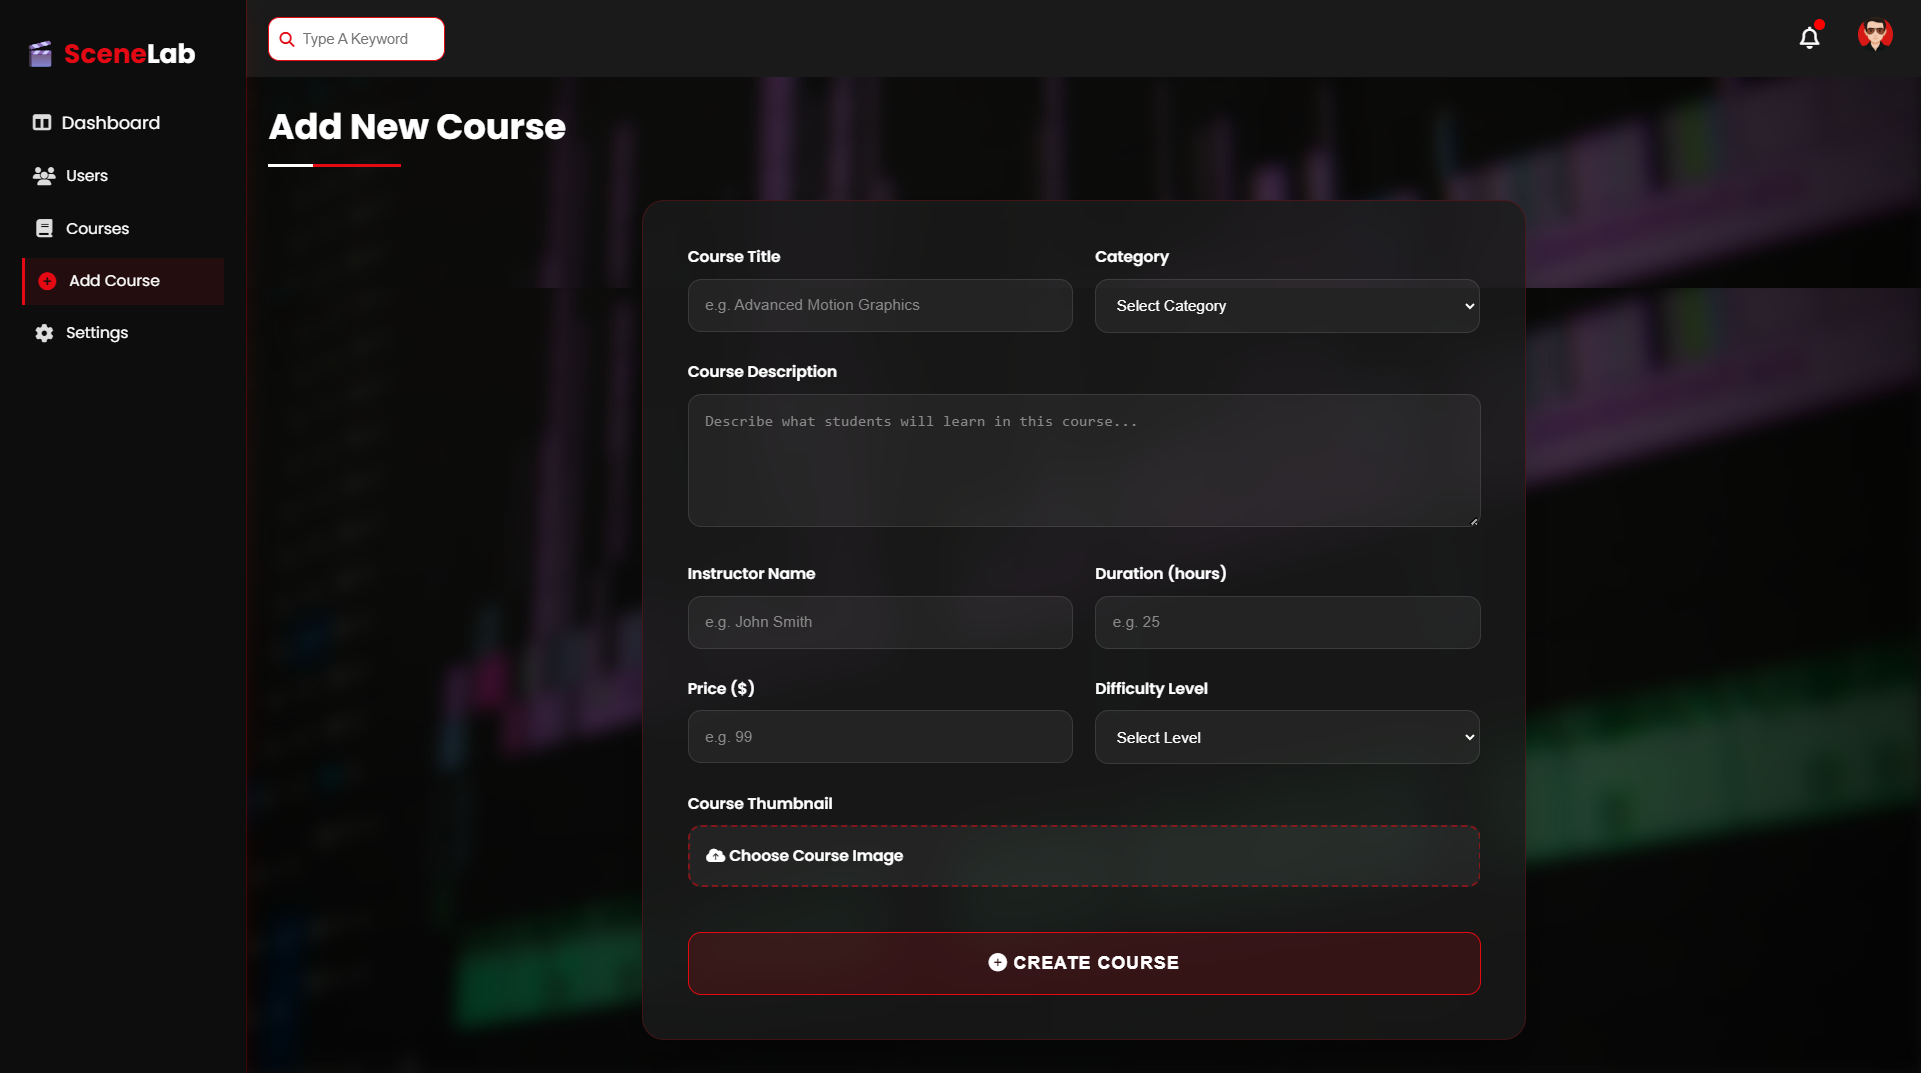 SceneLab
Type A Keyword
Dashboard
Users
Courses
Add Course
Settings
Add New Course
Course Title
Category
e.g. Advanced Motion Graphics
Select Category
Course Description
Describe what students will learn in this course...
Instructor Name
Duration (hours)
e.g. John Smith
e.g. 25
Price ($)
Difficulty Level
e.g. 99
Select Level
Course Thumbnail
Choose Course Image
CREATE COURSE